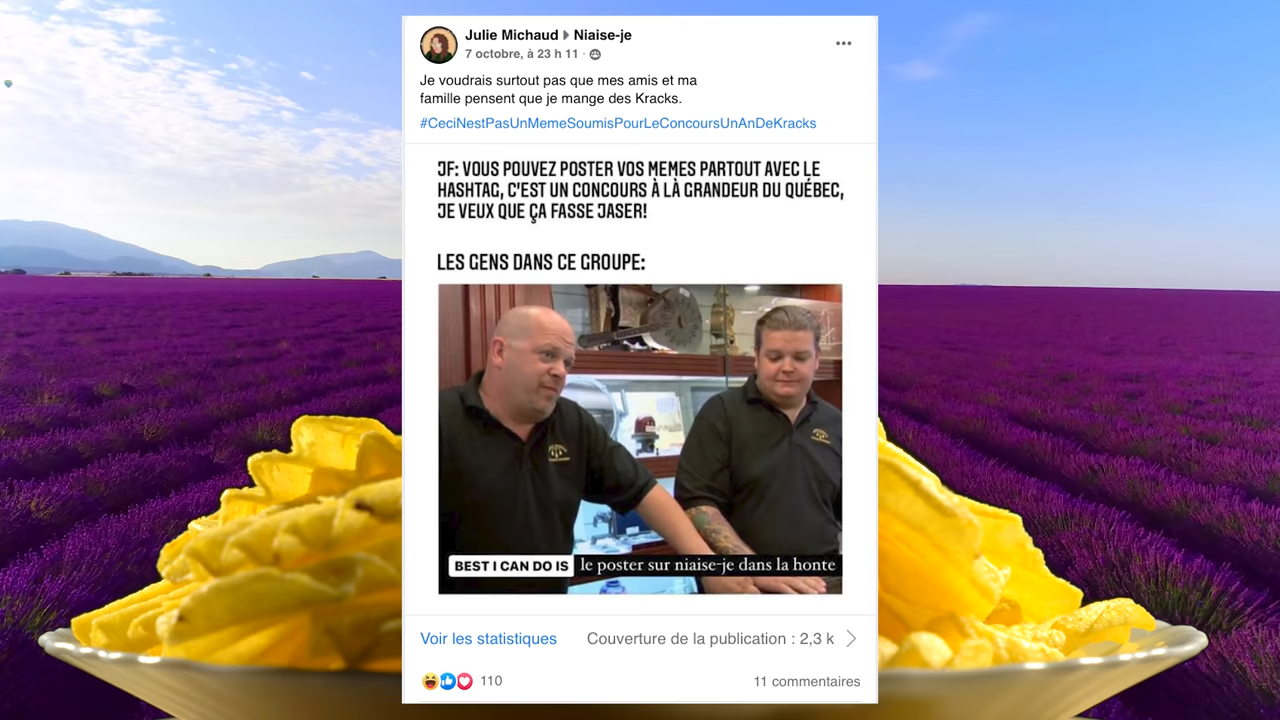 Julie Michaud ▸ Niaise-je
7 octobre, à 23 h 11 ·
Je voudrais surtout pas que mes amis et ma
famille pensent que je mange des Kracks.
#CeciNestPasUnMemeSoumisPourLeConcoursUnAnDeKracks
JF: VOUS POUVEZ POSTER VOS MEMES PARTOUT AVEC LE
HASHTAG, C'EST UN CONCOURS À LÀ GRANDEUR DU QUÉBEC,
JE VEUX QUE ÇA FASSE JASER!
LES GENS DANS CE GROUPE:
BEST I CAN DO IS le poster sur niaise-je dans la honte
Voir les statistiques Couverture de la publication : 2,3 k
110 11 commentaires